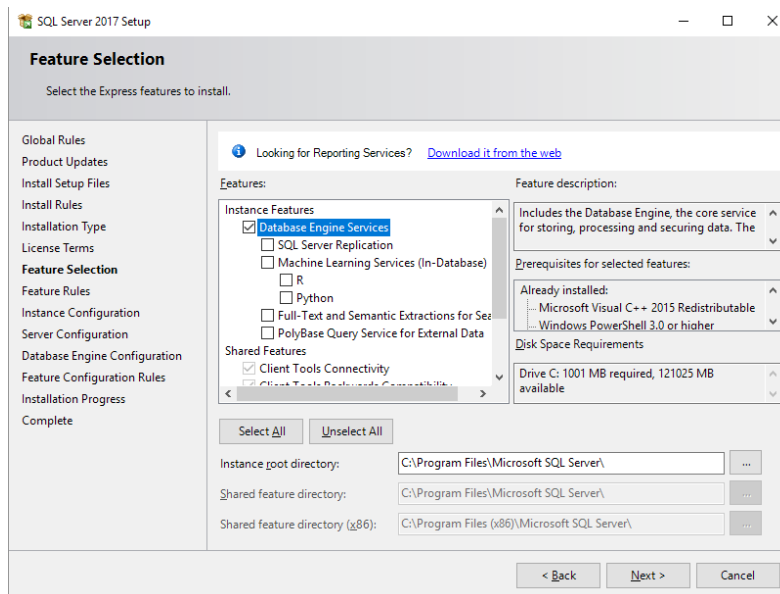 SQL Server 2017 Setup
Feature Selection
Select the Express features to install.
Global Rules
Product Updates
Install Setup Files
Install Rules
Installation Type
License Terms
Feature Selection
Feature Rules
Instance Configuration
Server Configuration
Database Engine Configuration
Feature Configuration Rules
Installation Progress
Complete
Looking for Reporting Services? Download it from the web
Features:
Instance Features
Database Engine Services
SQL Server Replication
Machine Learning Services (In-Database)
R
Python
Full-Text and Semantic Extractions for Sea
PolyBase Query Service for External Data
Shared Features
Client Tools Connectivity
Client Tools Backwards Compatibility
Feature description:
Includes the Database Engine, the core service
for storing, processing and securing data. The
Prerequisites for selected features:
Already installed:
Microsoft Visual C++ 2015 Redistributable
Windows PowerShell 3.0 or higher
Disk Space Requirements
Drive C: 1001 MB required, 121025 MB
available
Select All
Unselect All
Instance root directory:
C:\Program Files\Microsoft SQL Server\
...
Shared feature directory:
C:\Program Files\Microsoft SQL Server\
...
Shared feature directory (x86):
C:\Program Files (x86)\Microsoft SQL Server\
...
< Back
Next >
Cancel